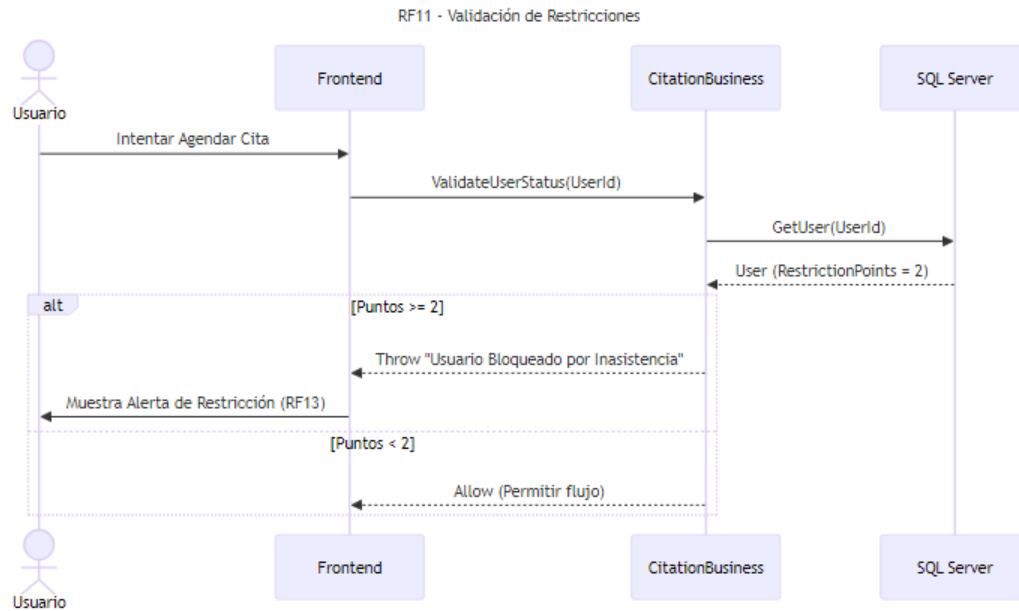 RF11 - Validación de Restricciones
Usuario
Frontend
CitationBusiness
SQL Server
Intentar Agendar Cita
ValidateUserStatus(UserId)
GetUser(UserId)
User (RestrictionPoints = 2)
alt
[Puntos >= 2]
Throw "Usuario Bloqueado por Inasistencia"
Muestra Alerta de Restricción (RF13)
[Puntos < 2]
Allow (Permitir flujo)
Usuario
Frontend
CitationBusiness
SQL Server